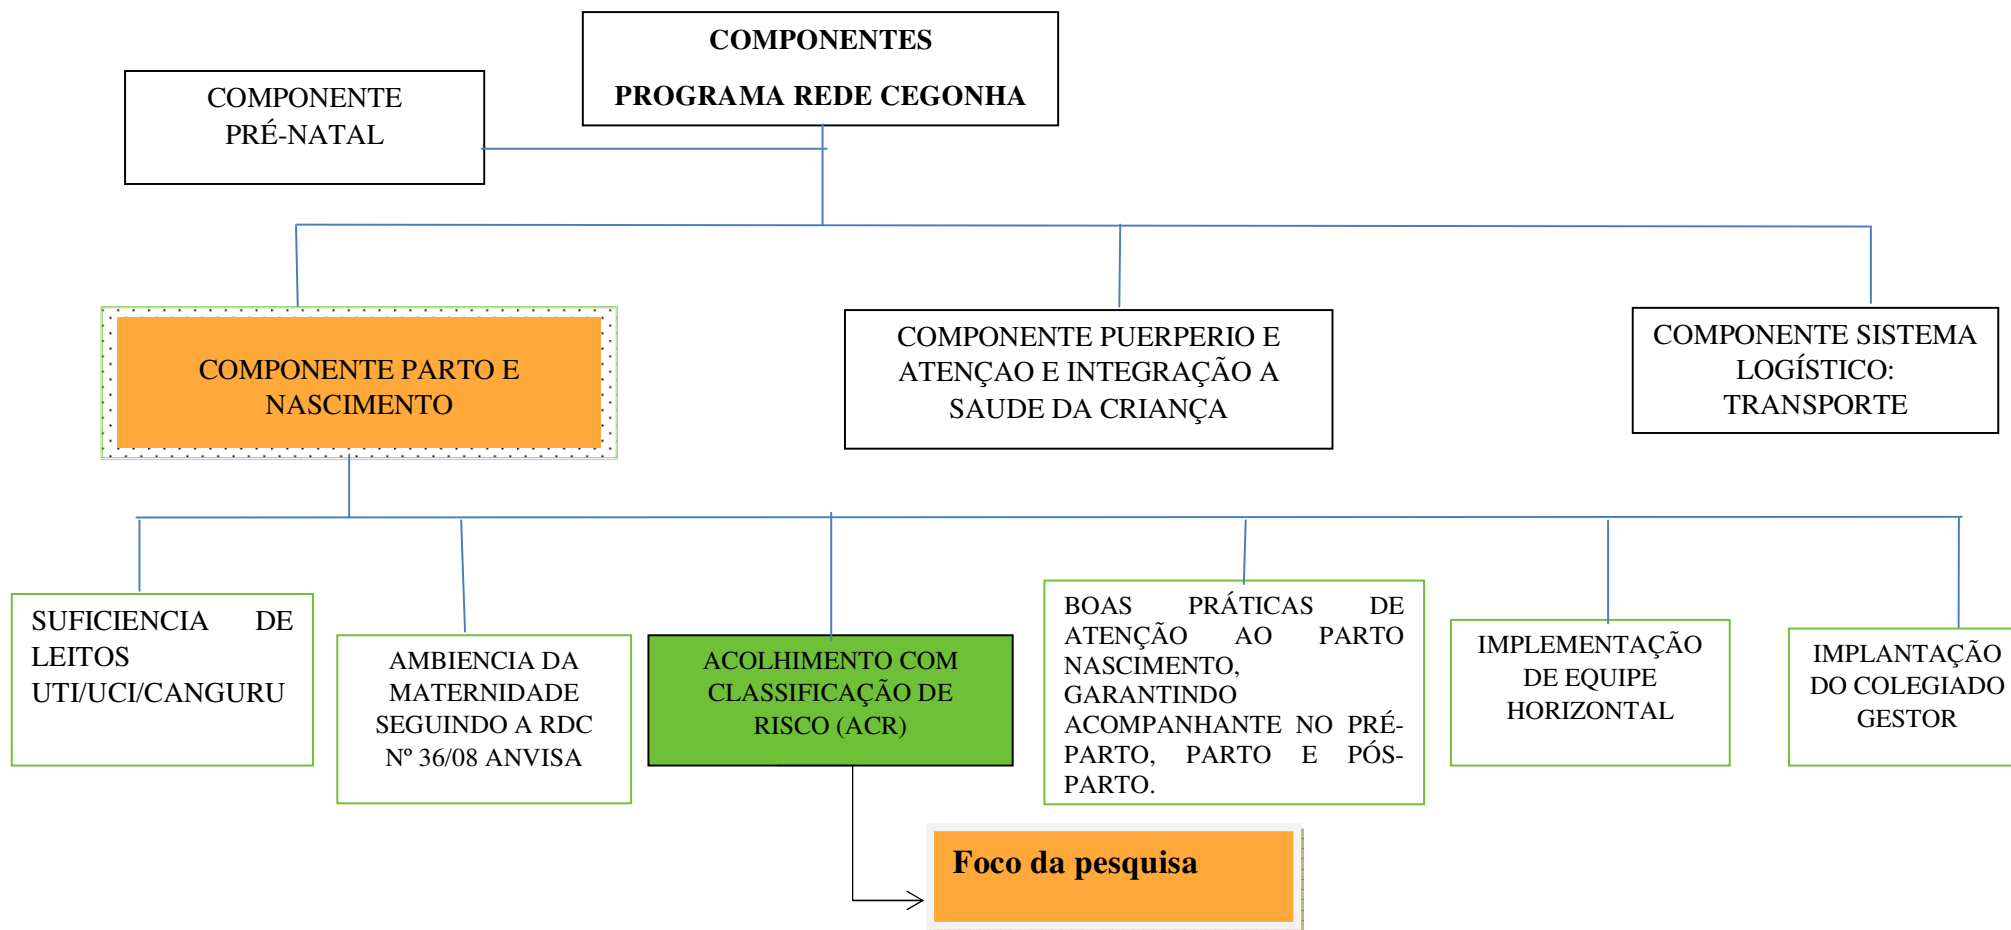 COMPONENTES
PROGRAMA REDE CEGONHA
COMPONENTE
PRÉ-NATAL
COMPONENTE PARTO E
NASCIMENTO
COMPONENTE PUERPERIO E
ATENÇAO E INTEGRAÇÃO A
SAUDE DA CRIANÇA
COMPONENTE SISTEMA
LOGÍSTICO:
TRANSPORTE
SUFICIENCIA DE
LEITOS
UTI/UCI/CANGURU
AMBIENCIA DA
MATERNIDADE
SEGUINDO A RDC
Nº 36/08 ANVISA
ACOLHIMENTO COM
CLASSIFICAÇÃO DE
RISCO (ACR)
BOAS PRÁTICAS DE
ATENÇÃO AO PARTO
NASCIMENTO,
GARANTINDO
ACOMPANHANTE NO PRÉ-
PARTO, PARTO E PÓS-
PARTO.
IMPLEMENTAÇÃO
DE EQUIPE
HORIZONTAL
IMPLANTAÇÃO
DO COLEGIADO
GESTOR
Foco da pesquisa